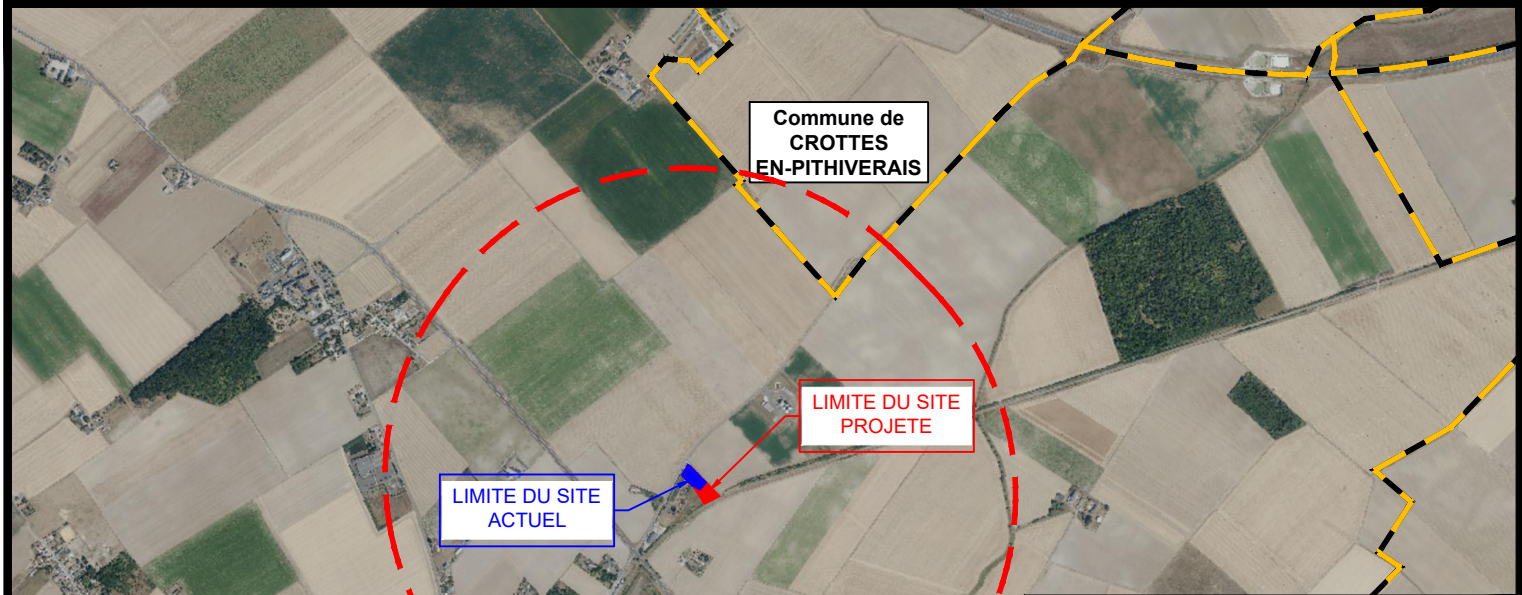 Commune de
CROTTES
EN-PITHIVERAIS
LIMITE DU SITE
PROJETE
LIMITE DU SITE
ACTUEL